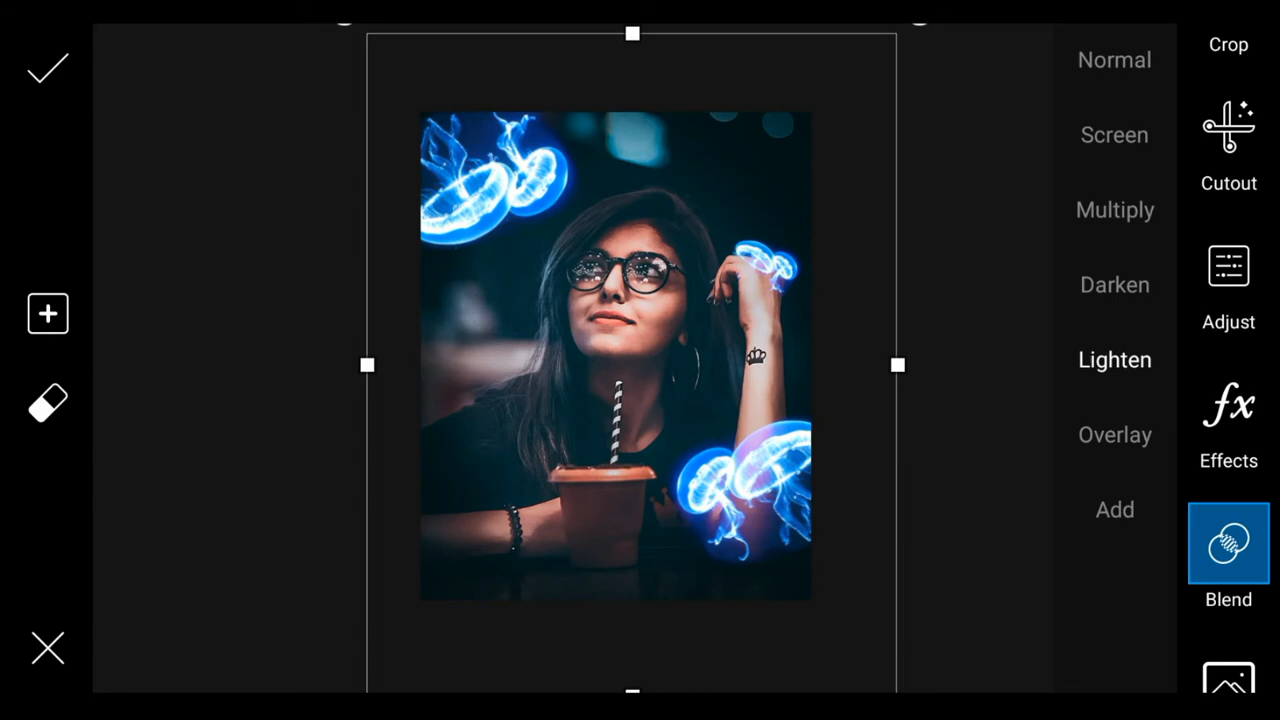 Normal
Screen
Multiply
Darken
Lighten
Overlay
Add
Crop
Cutout
Adjust
fx
Effects
Blend